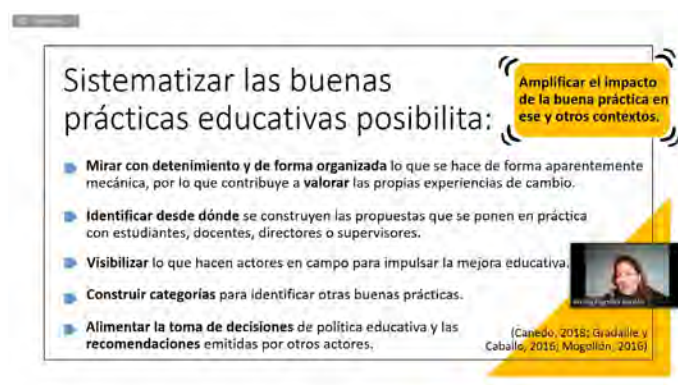 Sistematizar las buenas
prácticas educativas posibilita:
Amplificar el impacto
de la buena práctica en
ese y otros contextos.
Mirar con detenimiento y de forma organizada lo que se hace de forma aparentemente
mecánica, por lo que contribuye a valorar las propias experiencias de cambio.
Identificar desde dónde se construyen las propuestas que se ponen en práctica
con estudiantes, docentes, directores o supervisores.
Visibilizar lo que hacen actores en campo para impulsar la mejora educativa.
Construir categorías para identificar otras buenas prácticas.
Alimentar la toma de decisiones de política educativa y las
recomendaciones emitidas por otros actores.
(Canedo, 2018; Gradaille y
Caballo, 2016; Mogollón, 2016)